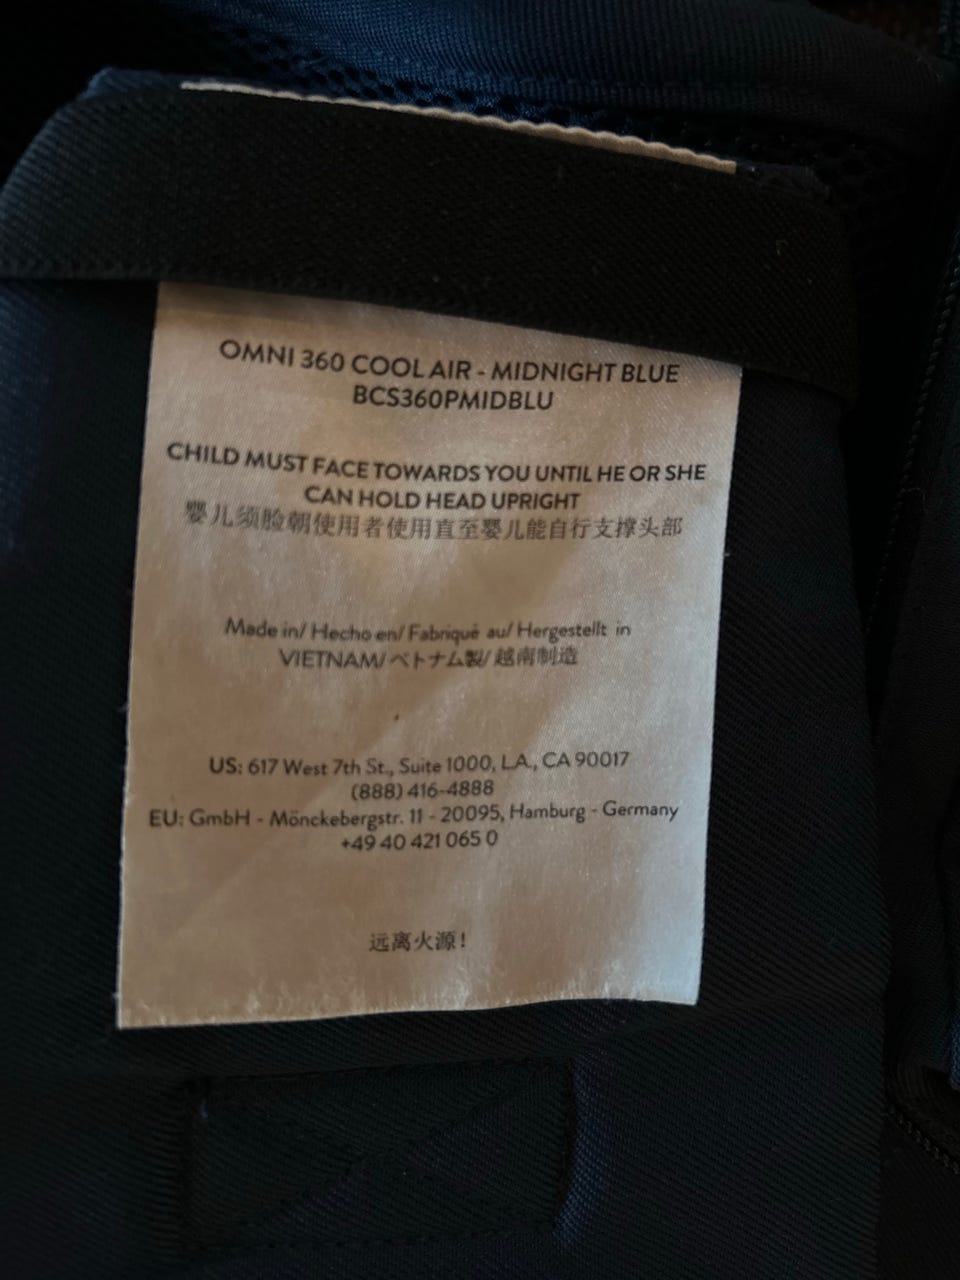 OMNI 360 COOL AIR - MIDNIGHT BLUE
BCS360PMIDBLU
CHILD MUST FACE TOWARDS YOU UNTIL HE OR SHE
CAN HOLD HEAD UPRIGHT
婴儿须脸朝使用者使用直至婴儿能自行支撑头部
Made in/ Hecho en/ Fabriqué au/ Hergestellt in
VIETNAM/ ベトナム製/ 越南制造
US: 617 West 7th St., Suite 1000, L.A., CA 90017
(888) 416-4888
EU: GmbH - Mönckebergstr. 11 - 20095, Hamburg - Germany
+49 40 421 065 0
远离火源!